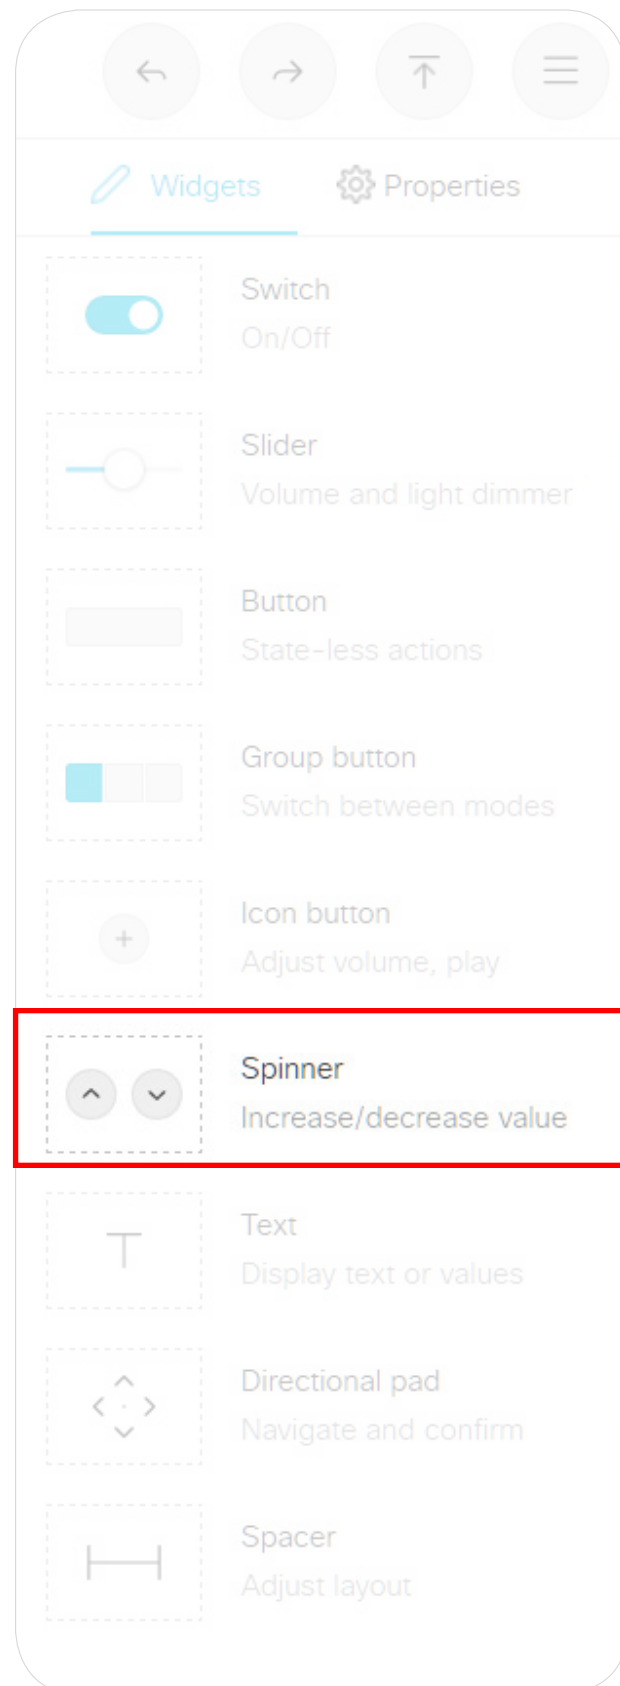 Widgets
Properties
Switch
On/Off
Slider
Volume and light dimmer
Button
State-less actions
Group button
Switch between modes
Icon button
Adjust volume, play
Spinner
Increase/decrease value
Text
Display text or values
Directional pad
Navigate and confirm
Spacer
Adjust layout